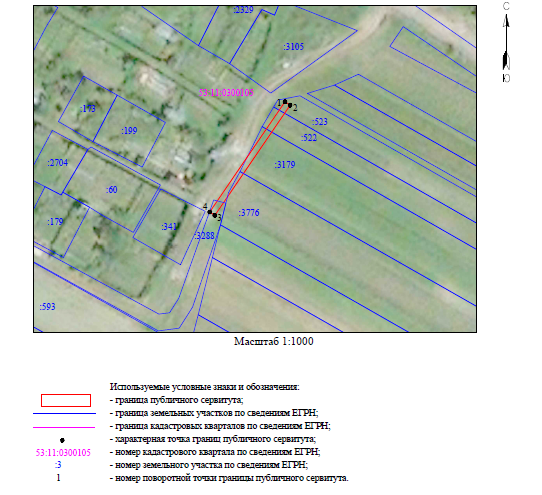 :2329
С
:3105
53:11:0300106
1
2
:173
:523
:199
:522
:2704
:3179
:60
4
3
:3776
:179
:341
:3288
Ю
:593
Масштаб 1:1000
Используемые условные знаки и обозначения:
- граница публичного сервитута;
- граница земельных участков по сведениям ЕГРН;
- граница кадастровых кварталов по сведениям ЕГРН;
- характерная точка границ публичного сервитута;
53:11:0300105 - номер кадастрового квартала по сведениям ЕГРН;
:3 - номер земельного участка по сведениям ЕГРН;
1 - номер поворотной точки границы публичного сервитута.